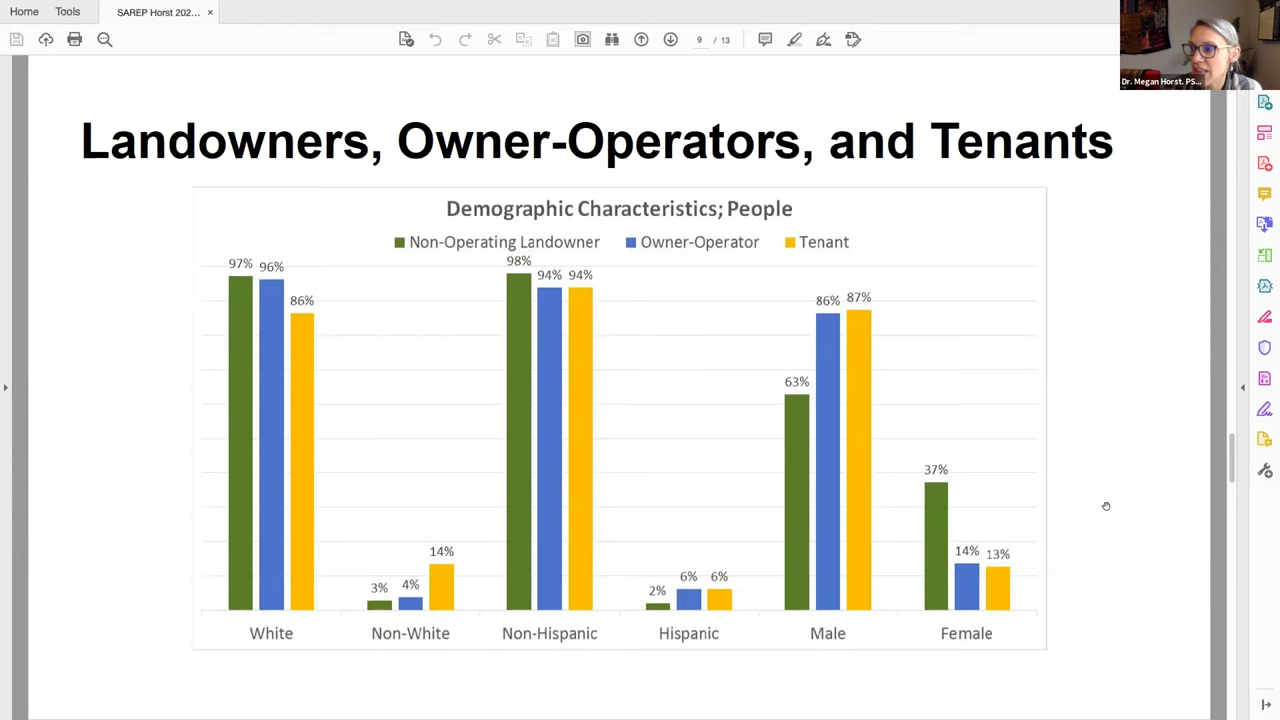 Home Tools SAREP Horst 202... ×
9 / 13
Dr. Megan Horst. PS...
Landowners, Owner-Operators, and Tenants
Demographic Characteristics; People
Non-Operating Landowner Owner-Operator Tenant
97% 96% 86% 3% 4% 14% 98% 94% 94% 2% 6% 6% 63% 86% 87% 37% 14% 13%
White Non-White Non-Hispanic Hispanic Male Female